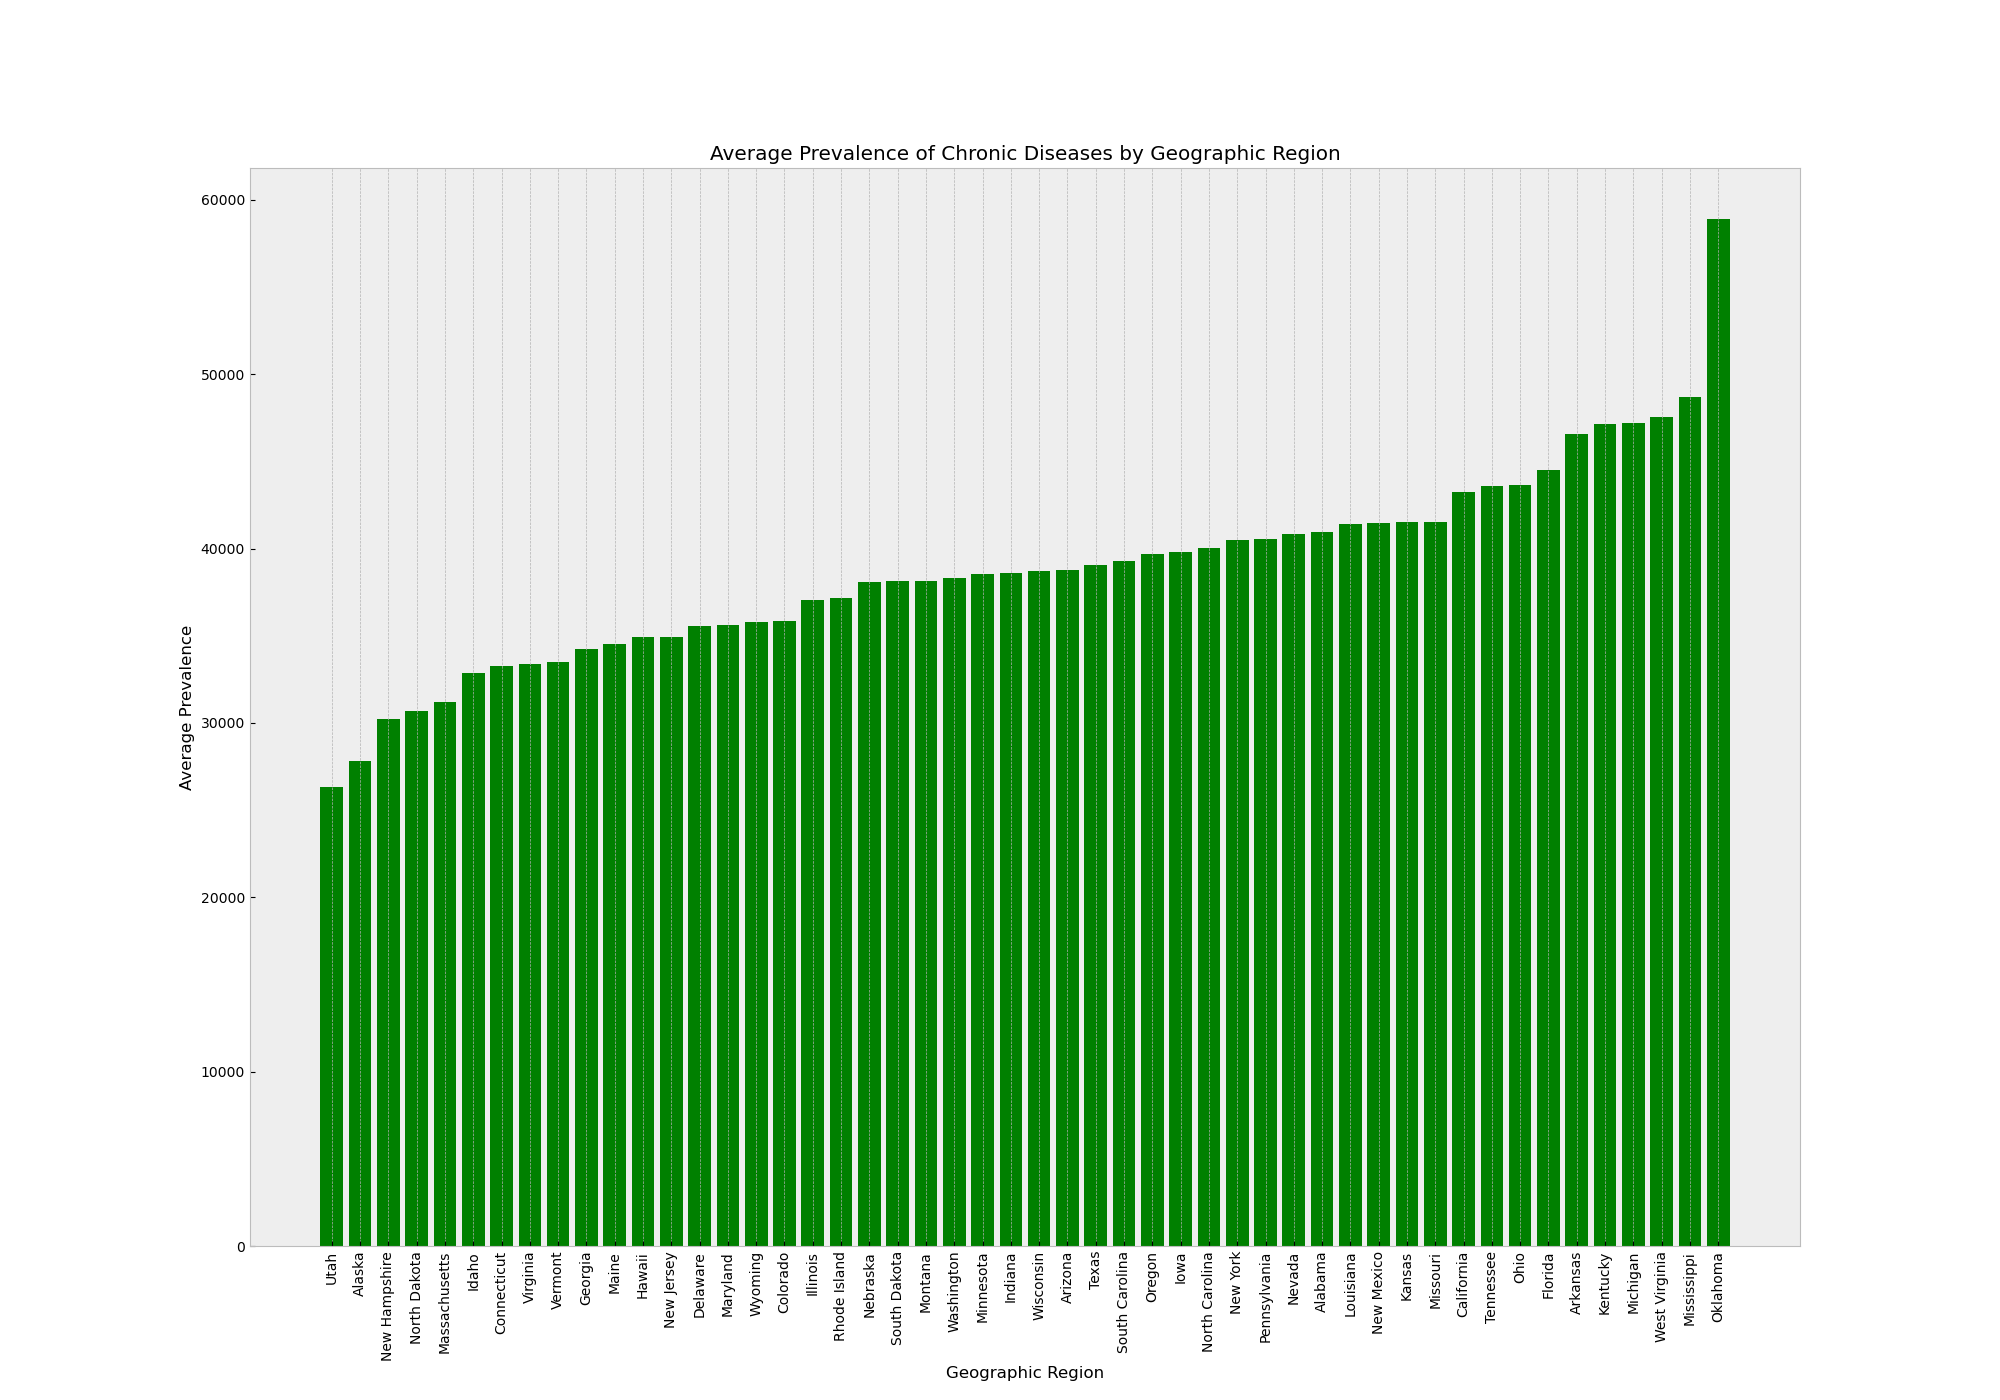 Average Prevalence of Chronic Diseases by Geographic Region
60000
50000
40000
30000
20000
10000
0
Average Prevalence
Utah
Alaska
New Hampshire
North Dakota
Massachusetts
Idaho
Connecticut
Virginia
Vermont
Georgia
Maine
Hawaii
New Jersey
Delaware
Maryland
Wyoming
Colorado
Illinois
Rhode Island
Nebraska
South Dakota
Montana
Washington
Minnesota
Indiana
Wisconsin
Arizona
Texas
South Carolina
Oregon
Iowa
North Carolina
New York
Pennsylvania
Nevada
Alabama
Louisiana
New Mexico
Kansas
Missouri
California
Tennessee
Ohio
Florida
Arkansas
Kentucky
Michigan
West Virginia
Mississippi
Oklahoma
Geographic Region